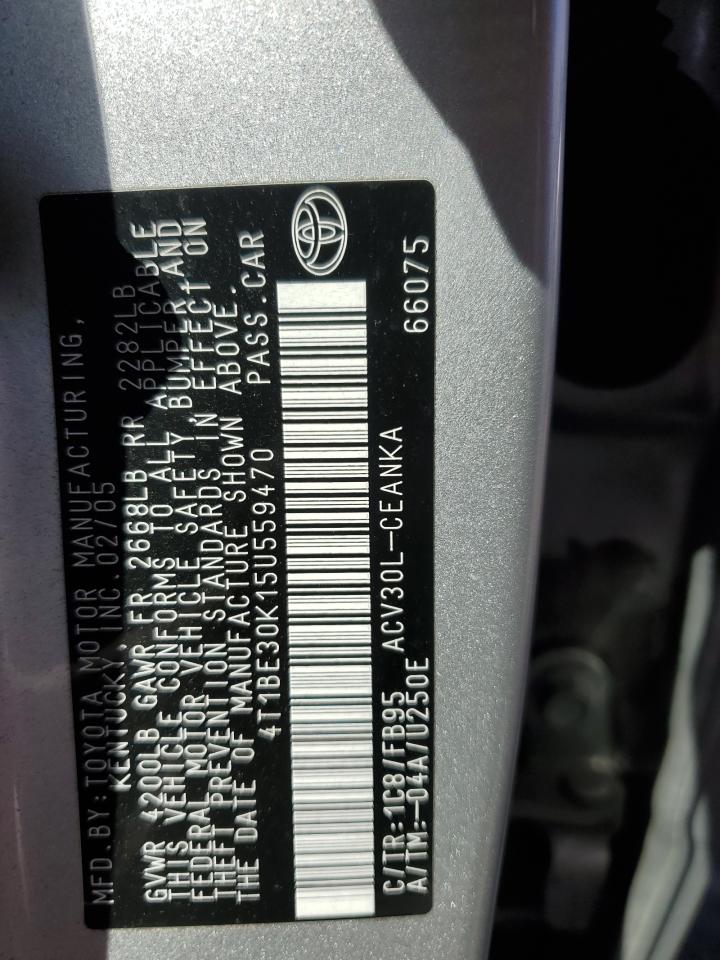 MFD.BY:TOYOTA MOTOR MANUFACTURING,
KENTUCKY,INC.02/05
GVWR 4200LB GAWR FR 2668LB RR 2282LB
THIS VEHICLE CONFORMS TO ALL APPLICABLE
FEDERAL MOTOR VEHICLE SAFETY,BUMPER,AND
THEFT PREVENTION STANDARDS IN EFFECT ON
THE DATE OF MANUFACTURE SHOWN ABOVE.
4T1BE30K15U559470 PASS.CAR
C/TR:1C8/FB95 ACV30L-CEANKA
A/TM:-04A/U250E 66075